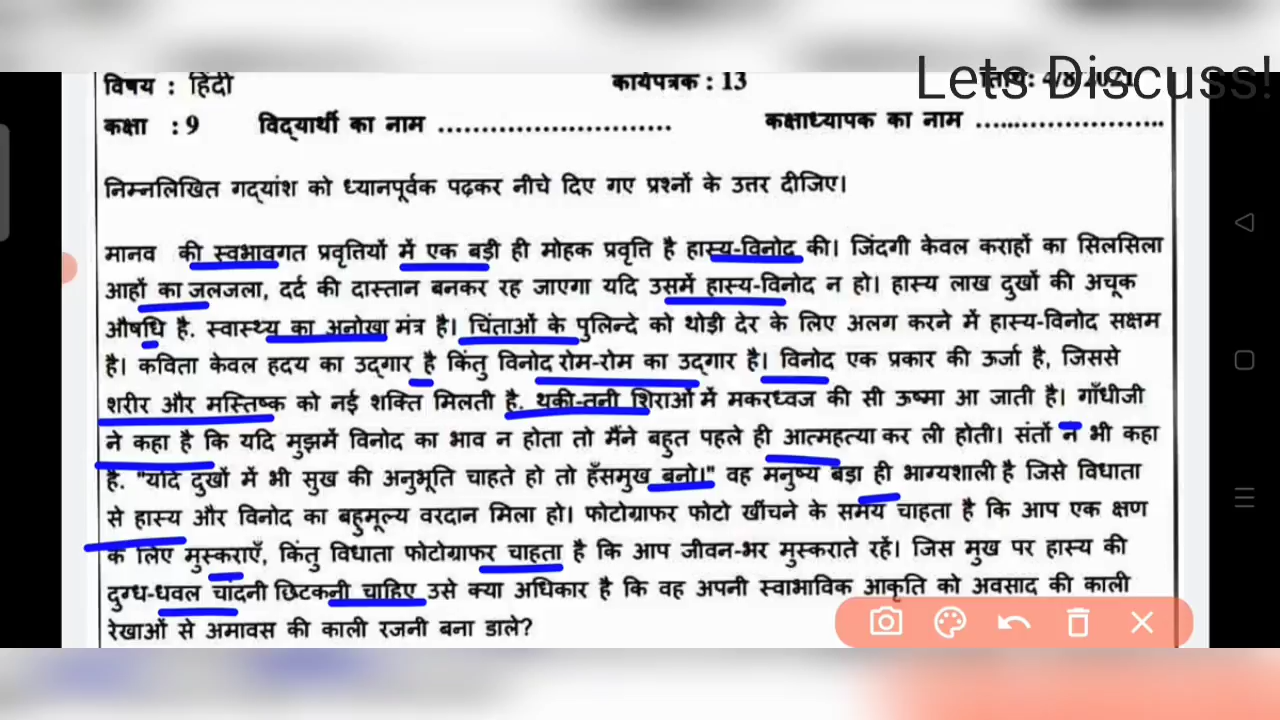 Lets Discuss!
विषय : हिंदी कार्यपत्रक : 13 तिथि: 4/8/2021
कक्षा : 9 विद्यार्थी का नाम ........................... कक्षाध्यापक का नाम ......................
निम्नलिखित गद्यांश को ध्यानपूर्वक पढ़कर नीचे दिए गए प्रश्नों के उत्तर दीजिए।
मानव की स्वभावगत प्रवृत्तियों में एक बड़ी ही मोहक प्रवृत्ति है हास्य-विनोद की। जिंदगी केवल कराहों का सिलसिला
आहों का जलजला, दर्द की दास्तान बनकर रह जाएगा यदि उसमें हास्य-विनोद न हो। हास्य लाख दुखों की अचूक
औषधि है. स्वास्थ्य का अनोखा मंत्र है। चिंताओं के पुलिन्दे को थोड़ी देर के लिए अलग करने में हास्य-विनोद सक्षम
है। कविता केवल हृदय का उद्गार है किंतु विनोद रोम-रोम का उद्गार है। विनोद एक प्रकार की ऊर्जा है, जिससे
शरीर और मस्तिष्क को नई शक्ति मिलती है. थकी-तनी शिराओं में मकरध्वज की सी ऊष्मा आ जाती है। गाँधीजी
ने कहा है कि यदि मुझमें विनोद का भाव न होता तो मैंने बहुत पहले ही आत्महत्या कर ली होती। संतों ने भी कहा
है. "यदि दुखों में भी सुख की अनुभूति चाहते हो तो हँसमुख बनो।" वह मनुष्य बड़ा ही भाग्यशाली है जिसे विधाता
से हास्य और विनोद का बहुमूल्य वरदान मिला हो। फोटोग्राफर फोटो खींचने के समय चाहता है कि आप एक क्षण
के लिए मुस्कराएँ, किंतु विधाता फोटोग्राफर चाहता है कि आप जीवन-भर मुस्कराते रहें। जिस मुख पर हास्य की
दुग्ध-धवल चांदनी छिटकनी चाहिए उसे क्या अधिकार है कि वह अपनी स्वाभाविक आकृति को अवसाद की काली
रेखाओं से अमावस की काली रजनी बना डाले?